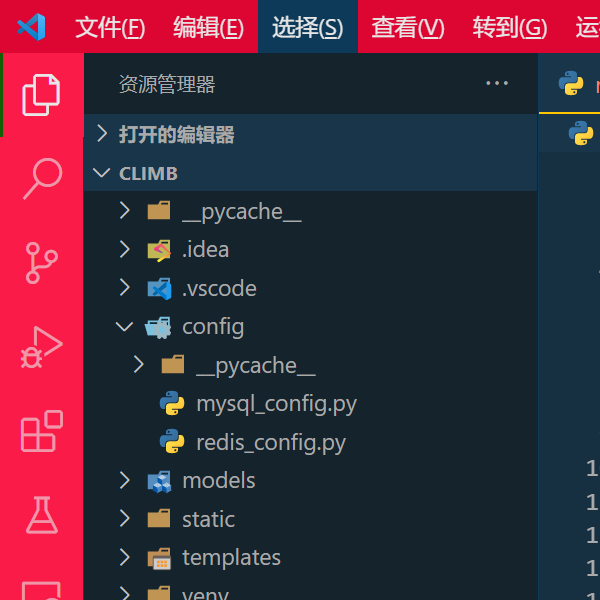 文件(F) 编辑(E) 选择(S) 查看(V) 转到(G) 运
资源管理器 ···
打开的编辑器
CLIMB
__pycache__
.idea
.vscode
config
__pycache__
mysql_config.py
redis_config.py
models
static
templates
venv
1
1
1
1